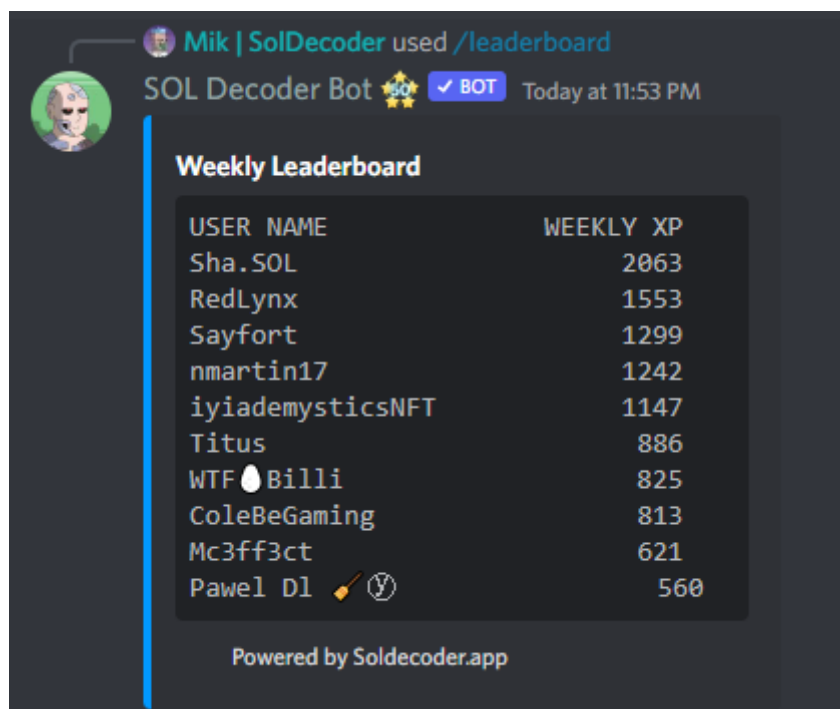 Mik | SolDecoder used /leaderboard
SOL Decoder Bot ✓ BOT Today at 11:53 PM
Weekly Leaderboard
USER NAME WEEKLY XP
Sha.SOL 2063
RedLynx 1553
Sayfort 1299
nmartin17 1242
iyiademysticsNFT 1147
Titus 886
WTF🥚Billi 825
ColeBeGaming 813
Mc3ff3ct 621
Pawel Dl 🧹ⓨ 560
Powered by Soldecoder.app